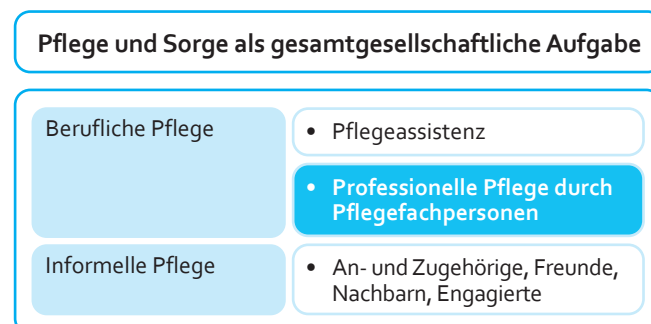 Pflege und Sorge als gesamtgesellschaftliche Aufgabe
Berufliche Pflege
• Pflegeassistenz
• Professionelle Pflege durch
Pflegefachpersonen
Informelle Pflege
• An- und Zugehörige, Freunde,
Nachbarn, Engagierte